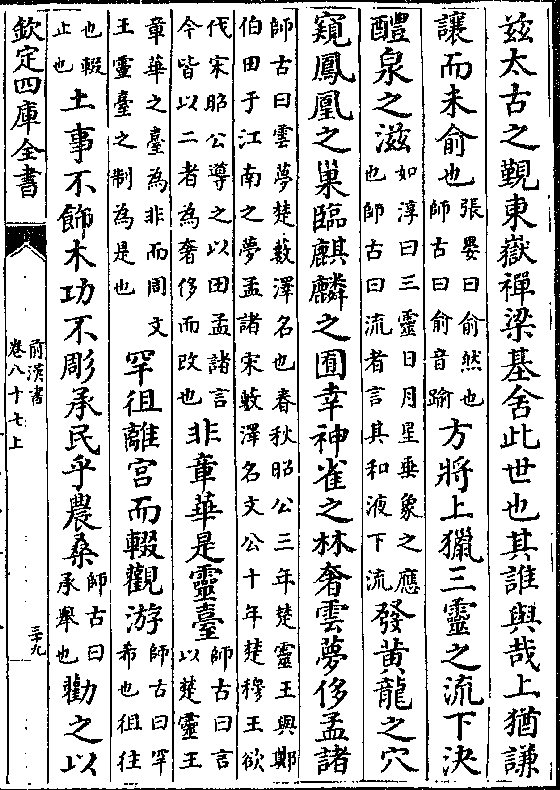 茲太古之覲東嶽禪梁基舍此世也其誰與哉上猶謙
讓而未俞也張晏曰俞然也師古曰俞音踰方將上獵三靈之流下決
醴泉之滋如淳曰三靈日月星垂象之應也師古曰流者言其和液下流發黄龍之穴
窺鳳凰之巢臨麒麟之囿幸神雀之林奢雲夢侈孟諸
師古曰雲夢楚藪澤名也春秋昭公三年楚靈王與鄭伯田于江南之夢孟諸宋藪澤名文公十年楚穆王欲
伐宋昭公導之以田孟諸言今皆以二者為奢侈而改也非章華是靈臺師古曰言以楚靈王
章華之臺為非而周文王靈臺之制為是也罕徂離宮而輟觀游師古曰罕希也徂往
也輟止也土事不飾木功不彫承民乎農桑師古曰承舉也勸之以
欽定四庫全書
前漢書
卷八十七上
三十九